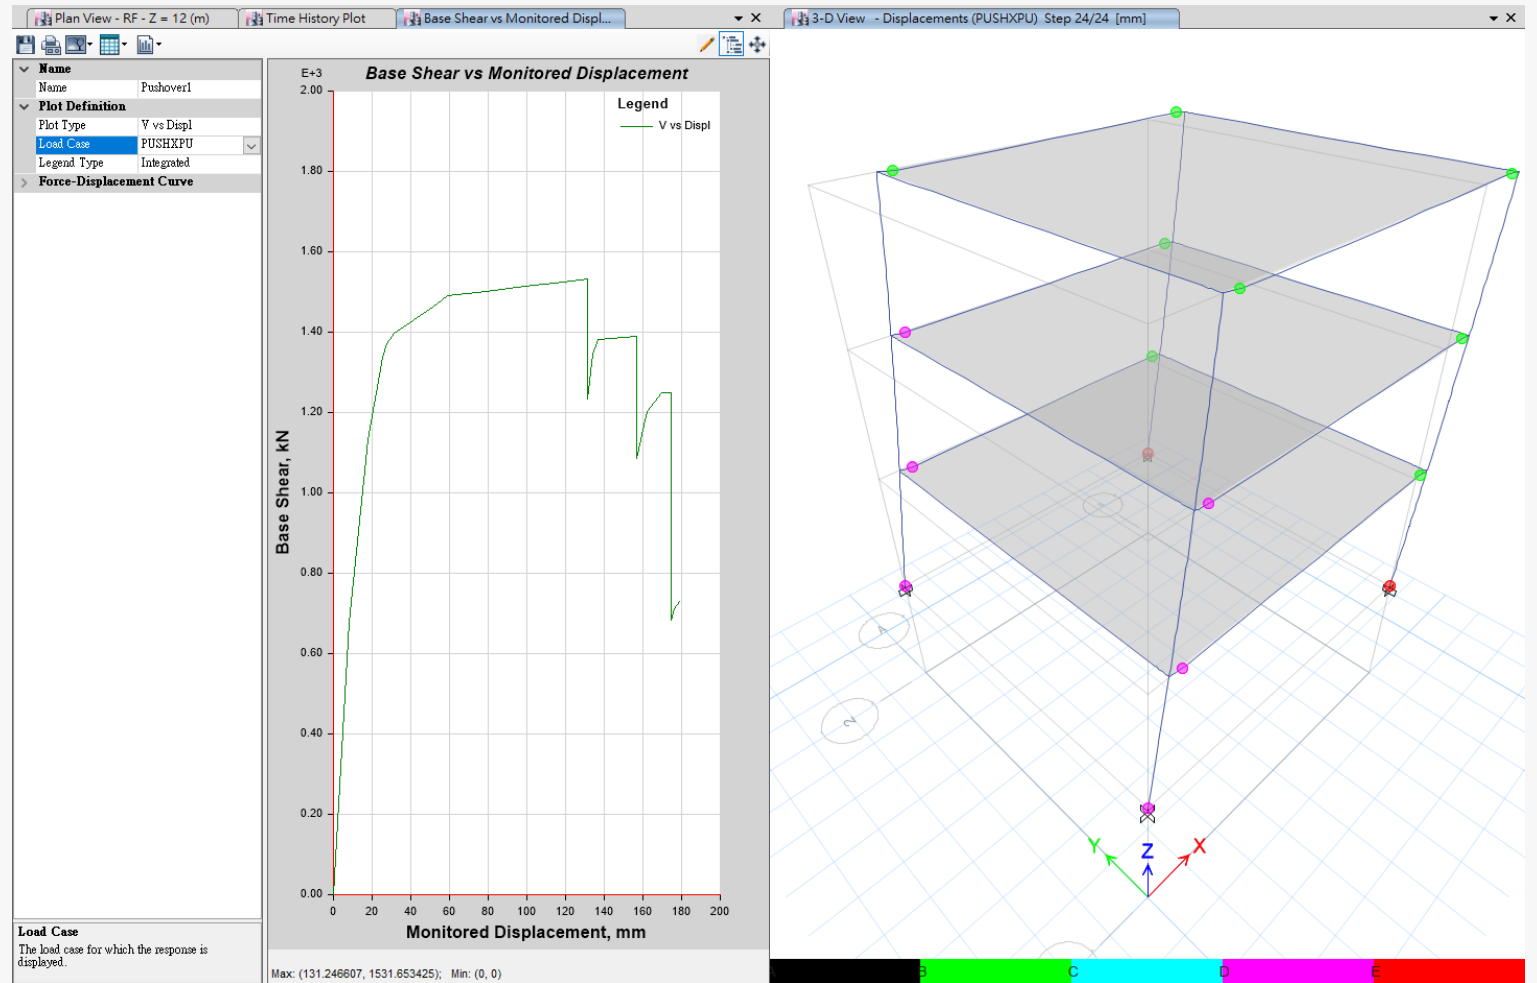 Plan View - RF - Z = 12 (m)
Time History Plot
Base Shear vs Monitored Displ...
3-D View - Displacements (PUSHXPU) Step 24/24 [mm]
Name
Name Pushover1
Plot Definition
Plot Type V vs Displ
Load Case PUSHXPU
Legend Type Integrated
Force-Displacement Curve
Load Case
The load case for which the response is
displayed.
E+3
Base Shear vs Monitored Displacement
Legend
V vs Displ
2.00
1.80
1.60
1.40
1.20
1.00
0.80
0.60
0.40
0.20
0.00
Base Shear, kN
0 20 40 60 80 100 120 140 160 180 200
Monitored Displacement, mm
Max: (131.246607, 1531.653425); Min: (0, 0)
A
2
Y Z X
A B C D E